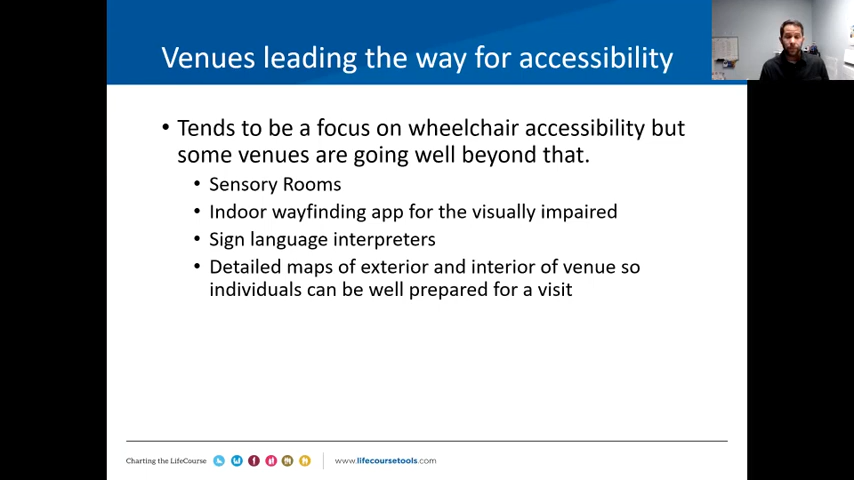 Venues leading the way for accessibility
• Tends to be a focus on wheelchair accessibility but
some venues are going well beyond that.
• Sensory Rooms
• Indoor wayfinding app for the visually impaired
• Sign language interpreters
• Detailed maps of exterior and interior of venue so
individuals can be well prepared for a visit
Charting the LifeCourse
www.lifecoursetools.com